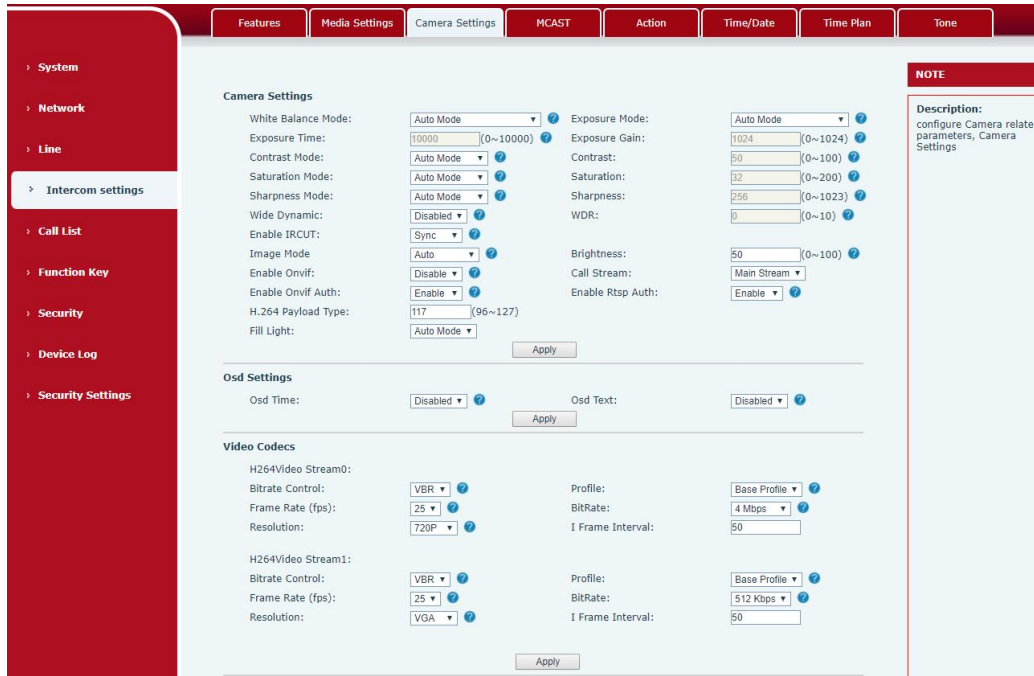 Features Media Settings Camera Settings MCAST Action Time/Date Time Plan Tone
› System
› Network
› Line
› Intercom settings
› Call List
› Function Key
› Security
› Device Log
› Security Settings
Camera Settings
White Balance Mode: Auto Mode Exposure Mode: Auto Mode
Exposure Time: 10000 (0~10000) Exposure Gain: 1024 (0~1024)
Contrast Mode: Auto Mode Contrast: 50 (0~100)
Saturation Mode: Auto Mode Saturation: 32 (0~200)
Sharpness Mode: Auto Mode Sharpness: 256 (0~1023)
Wide Dynamic: Disabled WDR: 0 (0~10)
Enable IRCUT: Sync
Image Mode Auto Brightness: 50 (0~100)
Enable Onvif: Disable Call Stream: Main Stream
Enable Onvif Auth: Enable Enable Rtsp Auth: Enable
H.264 Payload Type: 117 (96~127)
Fill Light: Auto Mode
Apply
Osd Settings
Osd Time: Disabled Osd Text: Disabled
Apply
Video Codecs
H264Video Stream0:
Bitrate Control: VBR Profile: Base Profile
Frame Rate (fps): 25 BitRate: 4 Mbps
Resolution: 720P I Frame Interval: 50
H264Video Stream1:
Bitrate Control: VBR Profile: Base Profile
Frame Rate (fps): 25 BitRate: 512 Kbps
Resolution: VGA I Frame Interval: 50
Apply
NOTE
Description:
configure Camera relate
parameters, Camera
Settings